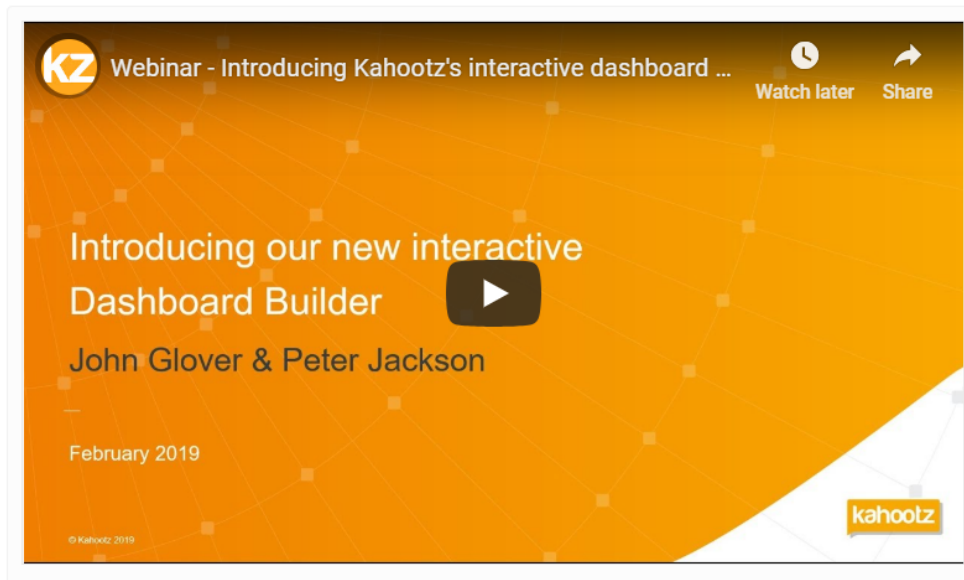 KZ Webinar - Introducing Kahootz's interactive dashboard ...
Watch later Share
Introducing our new interactive
Dashboard Builder
John Glover & Peter Jackson
February 2019
© Kahootz 2019
kahootz